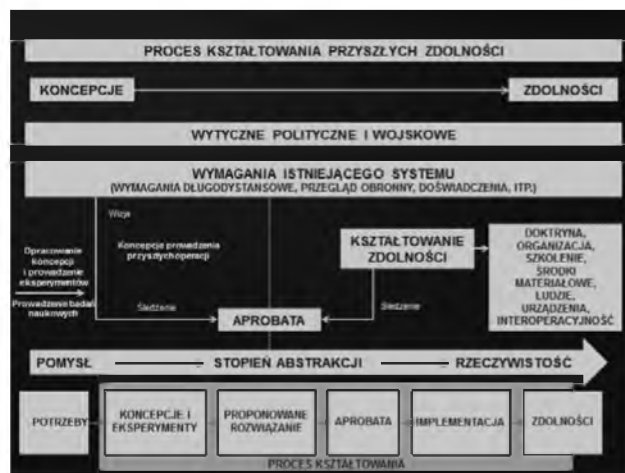 PROCES KSZTAŁTOWANIA PRZYSZŁYCH ZDOLNOŚCI
KONCEPCJE
ZDOLNOŚCI
WYTYCZNE POLITYCZNE I WOJSKOWE
WYMAGANIA ISTNIEJĄCEGO SYSTEMU
(WYMAGANIA DŁUGODYSTANSOWE, PRZEGLĄD OBRONNY, DOŚWIADCZENIA, ITP.)
Wizja
Koncepcja prowadzenia
przyszłych operacji
Opracowanie
koncepcji
i prowadzenie
eksperymentów
Prowadzenie badań
naukowych
Śledzenie
APROBATA
KSZTAŁTOWANIE
ZDOLNOŚCI
Śledzenie
DOKTRYNA,
ORGANIZACJA,
SZKOLENIE,
ŚRODKI
MATERIAŁOWE,
LUDZIE,
URZĄDZENIA,
INTEROPERACYJNOŚĆ
POMYSŁ
STOPIEŃ ABSTRAKCJI
RZECZYWISTOŚĆ
POTRZEBY
KONCEPCJE I
EKSPERYMENTY
PROPONOWANE
ROZWIĄZANIE
APROBATA
IMPLEMENTACJA
ZDOLNOŚCI
PROCES KSZTAŁTOWANIA